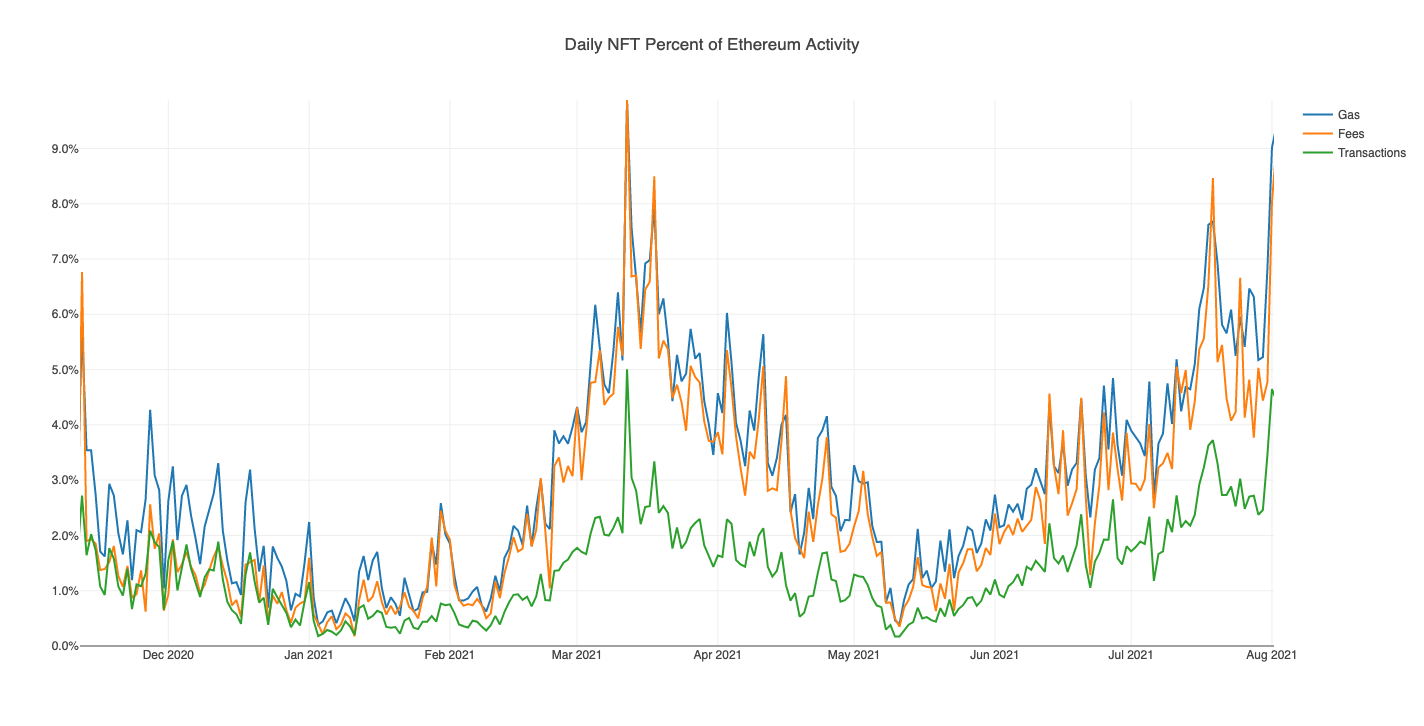 Daily NFT Percent of Ethereum Activity
Gas
Fees
Transactions
9.0%
8.0%
7.0%
6.0%
5.0%
4.0%
3.0%
2.0%
1.0%
0.0%
Dec 2020 Jan 2021 Feb 2021 Mar 2021 Apr 2021 May 2021 Jun 2021 Jul 2021 Aug 2021